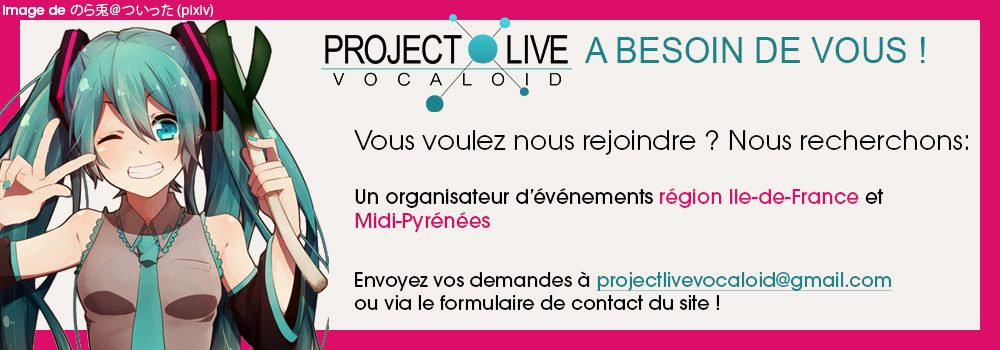 Image de のら兎@ついった (pixiv)
PROJECT LIVE A BESOIN DE VOUS !
VOCALOID
Vous voulez nous rejoindre ? Nous recherchons:
Un organisateur d'événements région Ile-de-France et
Midi-Pyrénées
Envoyez vos demandes à projectlivevocaloid@gmail.com
ou via le formulaire de contact du site !